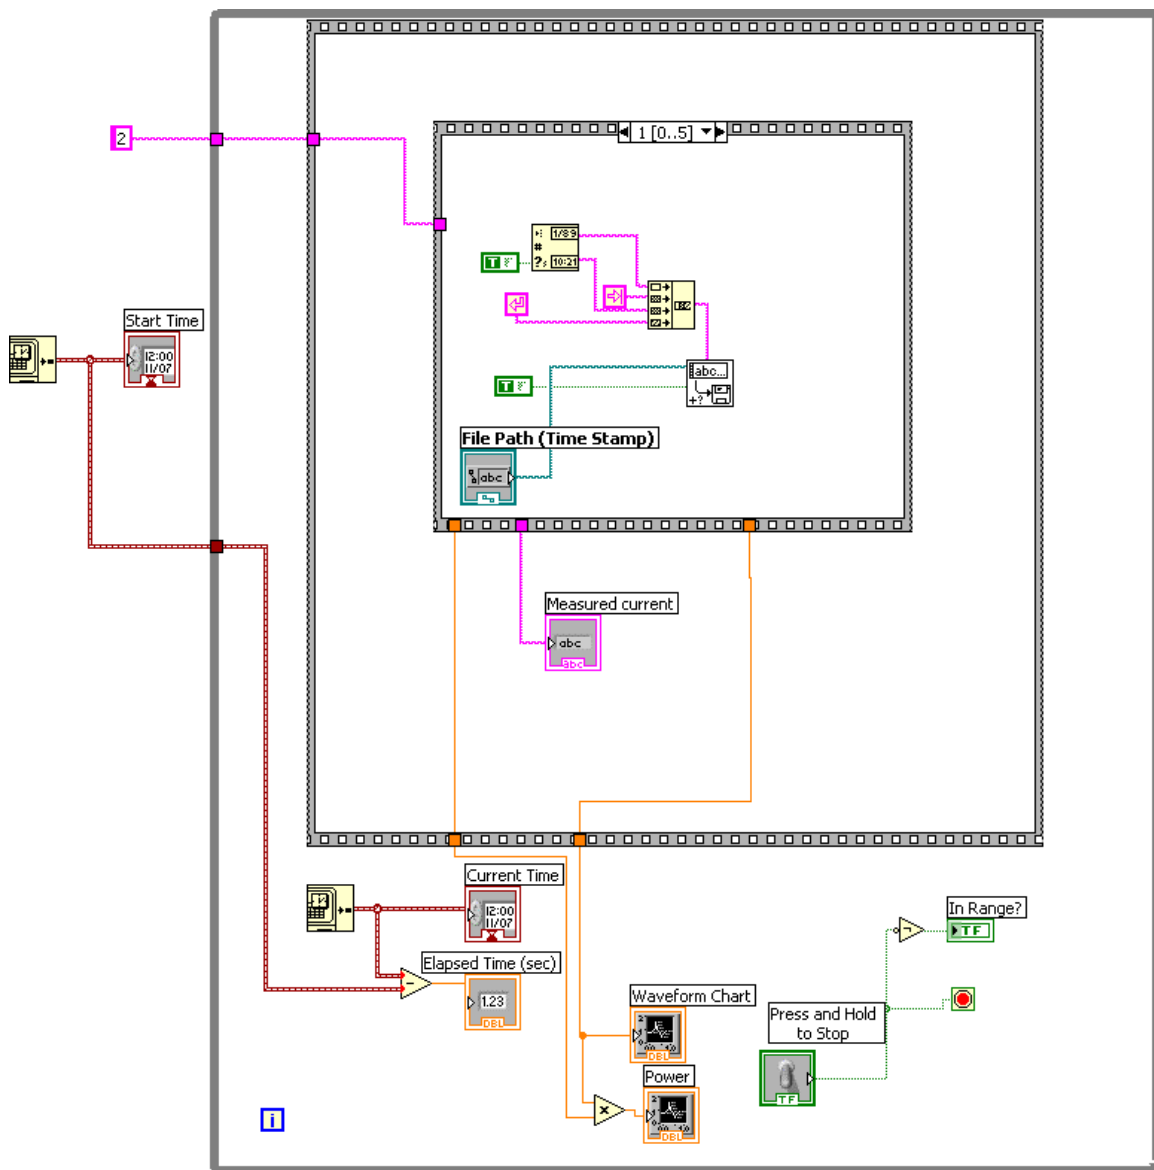 1 [0..5]
2
1/89
#
?: 10:21
T
Start Time
12:00
11/07
abc...
T
+?
File Path (Time Stamp)
abc
Measured current
abc
abc
Current Time
12:00
11/07
In Range?
TF
Elapsed Time (sec)
1.23
DBL
Waveform Chart
DBL
Press and Hold
to Stop
Power
DBL
TF
i